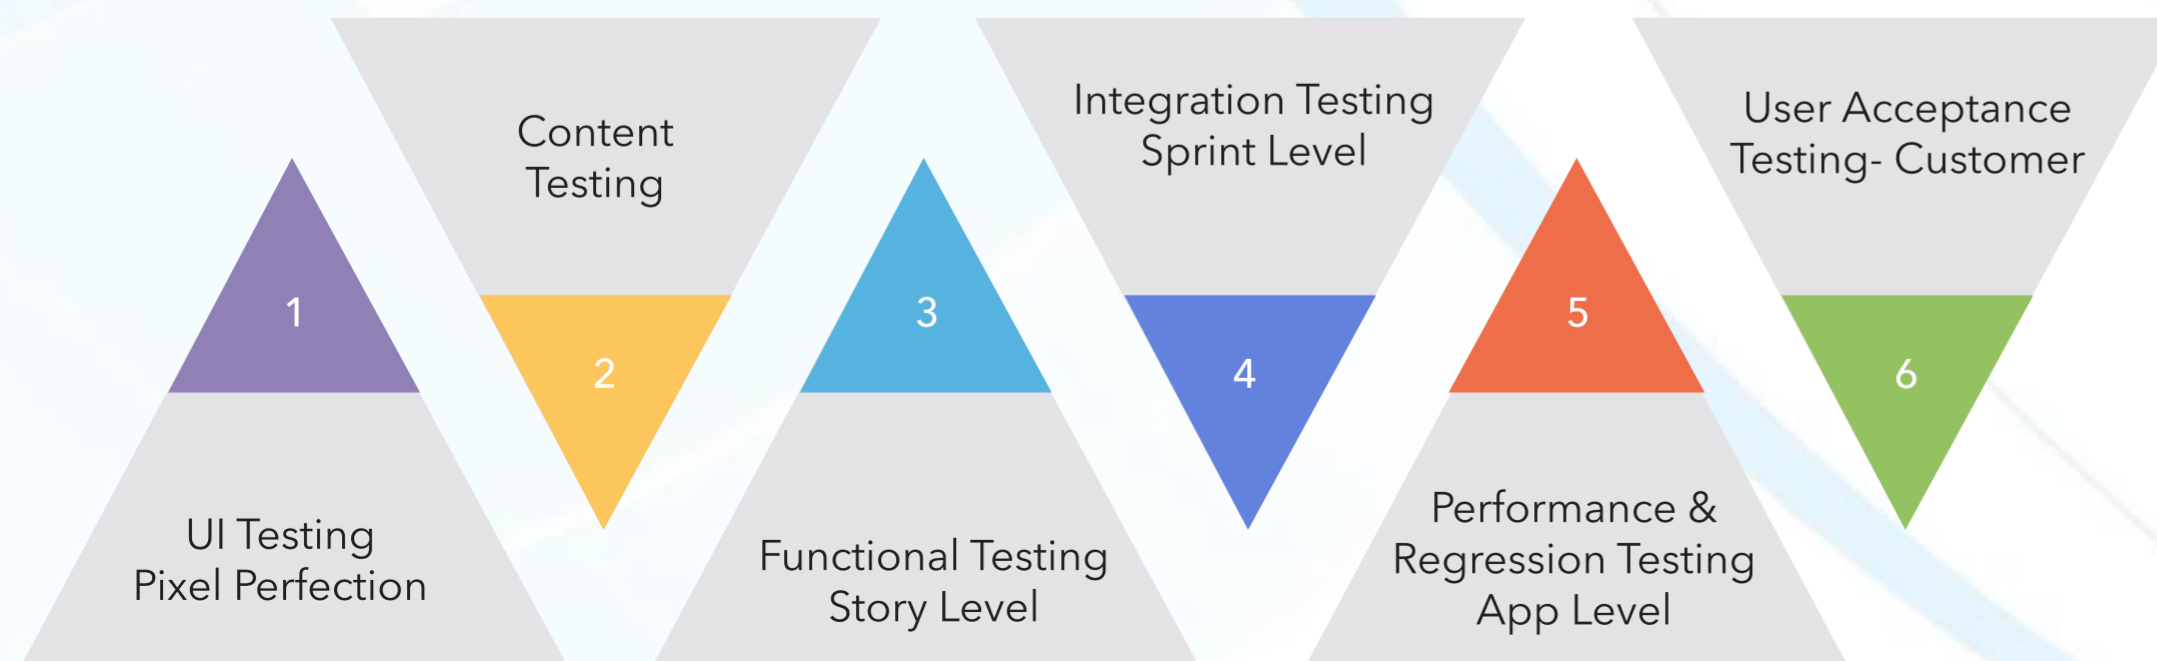 1
UI Testing
Pixel Perfection
Content
Testing
2
3
Functional Testing
Story Level
Integration Testing
Sprint Level
4
5
Performance &
Regression Testing
App Level
User Acceptance
Testing- Customer
6